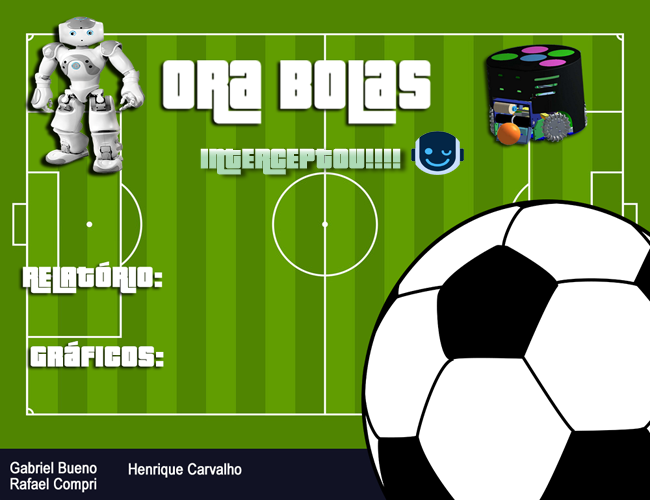 ORA BOLAS
INTERCEPTOU!!!!
RELATÓRIO:
GRÁFICOS:
Gabriel Bueno
Rafael Compri
Henrique Carvalho